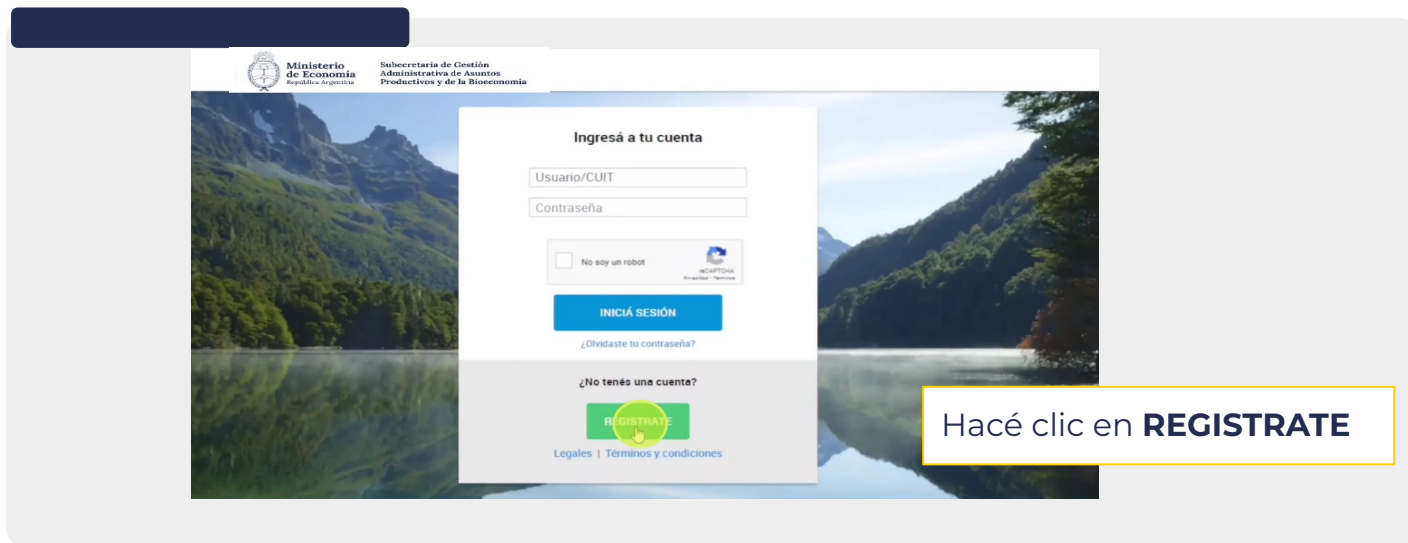 Ministerio
de Economía
República Argentina
Subsecretaría de Gestión
Administrativa de Asuntos
Productivos y de la Bioeconomía
Ingresá a tu cuenta
Usuario/CUIT
Contraseña
No soy un robot
reCAPTCHA
Privacidad - Términos
INICIÁ SESIÓN
¿Olvidaste tu contraseña?
¿No tenés una cuenta?
REGISTRATE
Legales | Términos y condiciones
Hacé clic en REGISTRATE